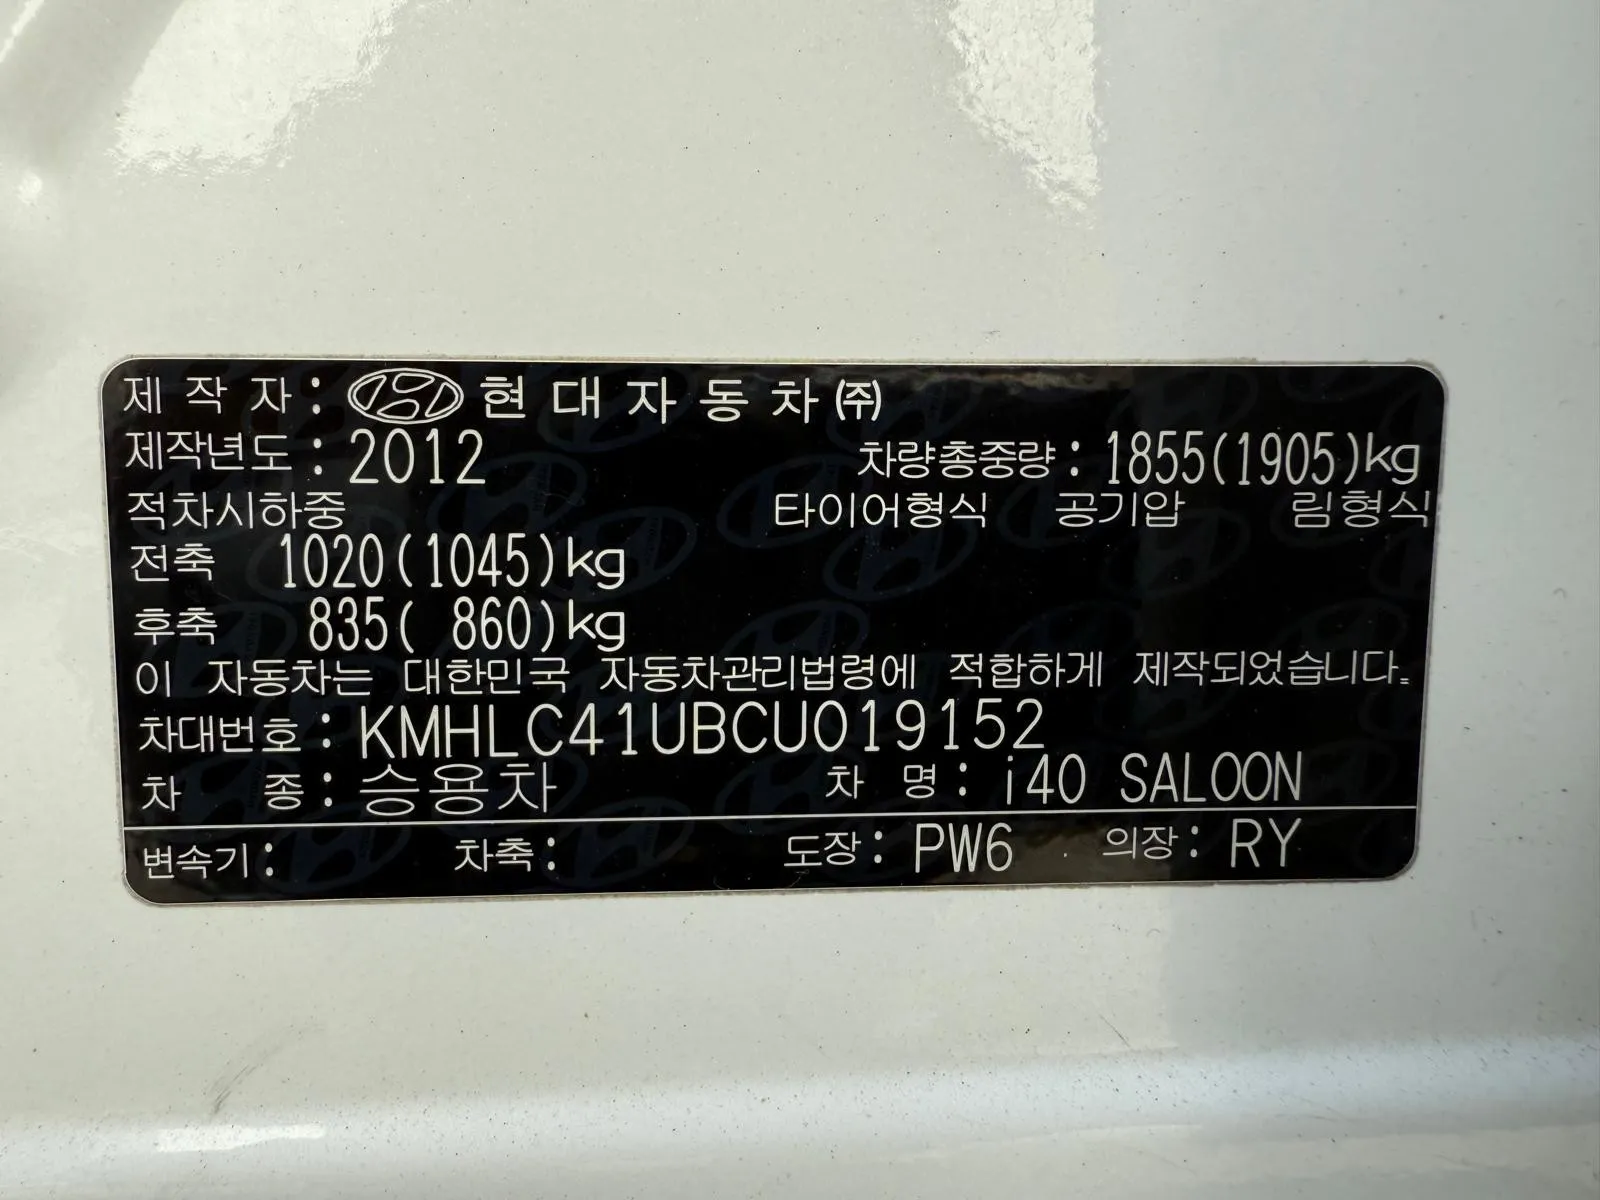 제 작 자 : 현 대 자 동 차 ㈜
제작년도 : 2012 차량총중량 : 1855(1905)kg
적차시하중 타이어형식 공기압 림형식
전축 1020(1045)kg
후축 835( 860)kg
이 자동차는 대한민국 자동차관리법령에 적합하게 제작되었습니다.
차대번호 : KMHLC41UBCU019152
차 종 : 승용차 차 명 : i40 SALOON
변속기 : 차축 : 도장 : PW6 의장 : RY